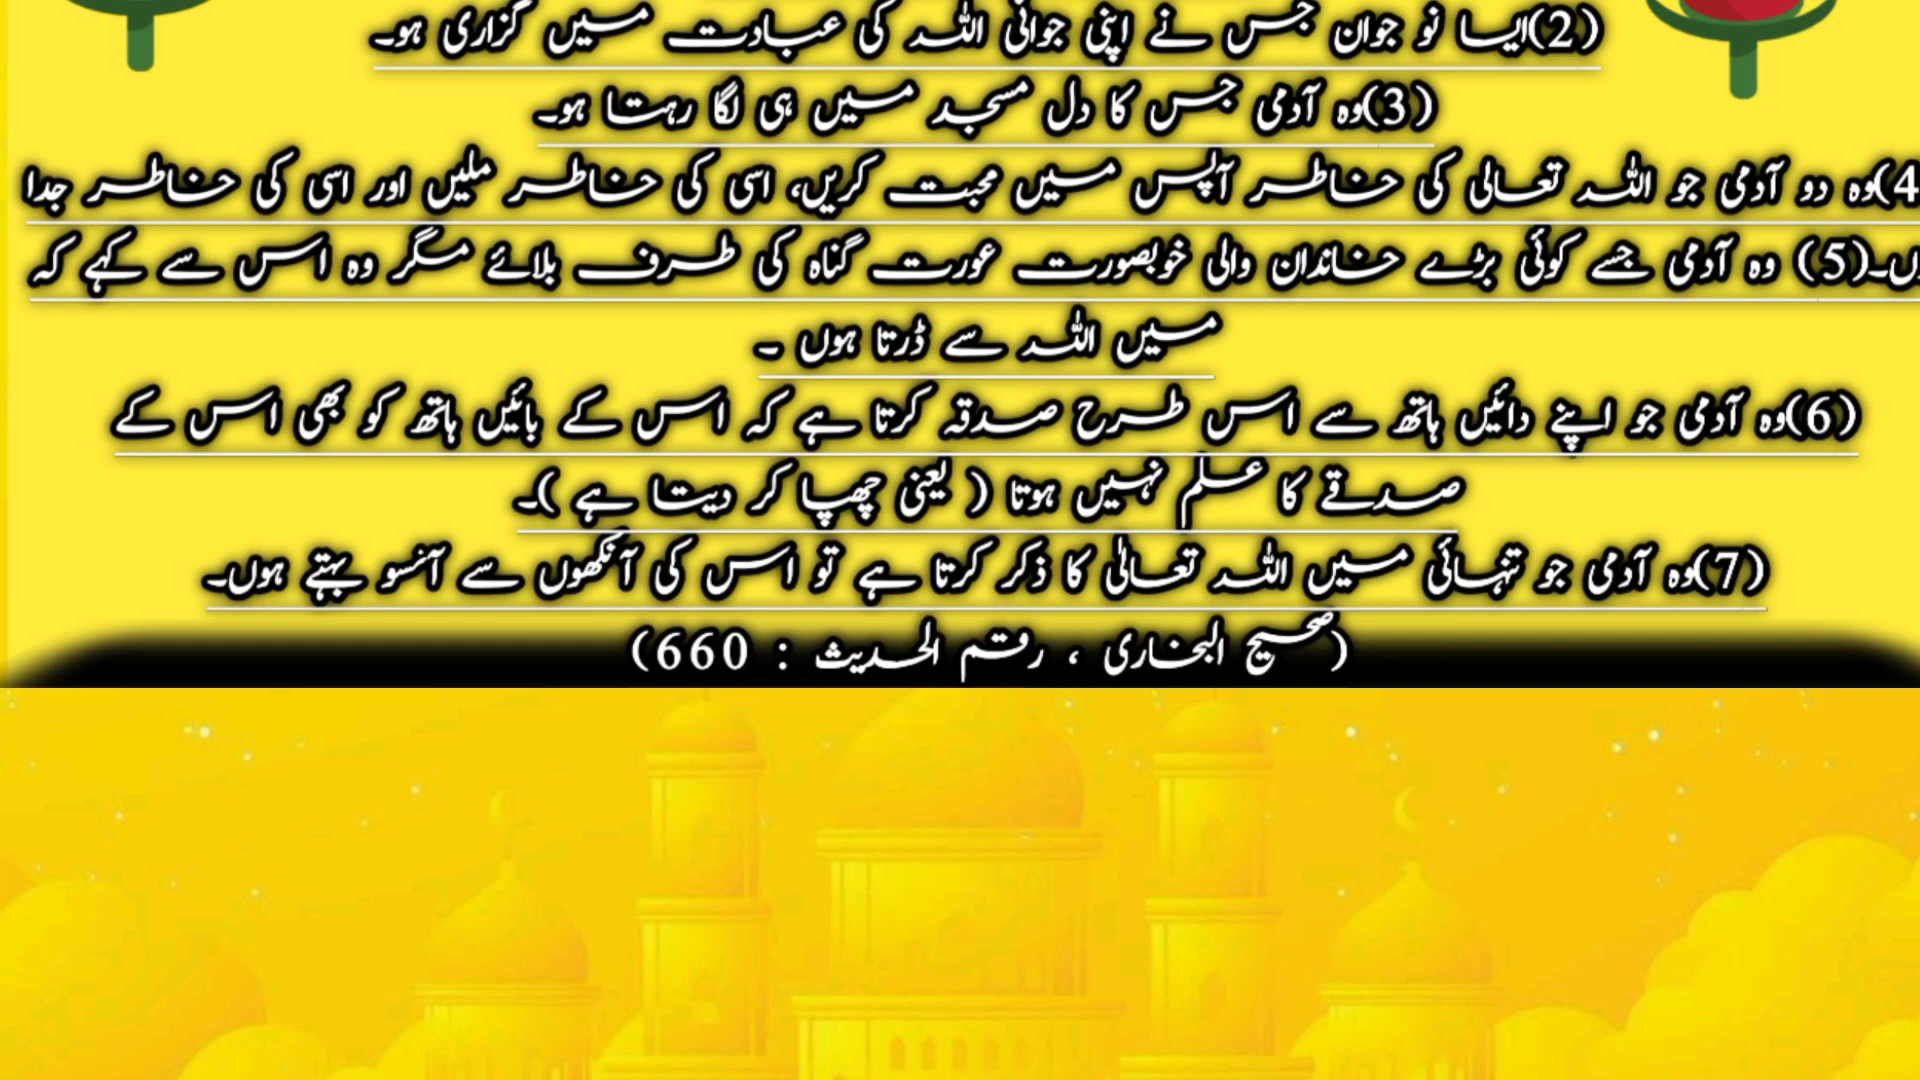 (2)ایسا نو جوان جس نے اپنی جوانی اللہ کی عبادت میں گزاری ہو۔
(3)وہ آدمی جس کا دل مسجد میں ہی لگا رہتا ہو۔
4)وہ دو آدمی جو اللہ تعالی کی خاطر آپس میں محبت کریں، اسی کی خاطر ملیں اور اسی کی خاطر جدا
ں۔(5) وہ آدمی جسے کوئی بڑے خاندان والی خوبصورت عورت گناہ کی طرف بلائے مگر وہ اس سے کہے کہ
میں اللہ سے ڈرتا ہوں ۔
(6)وہ آدمی جو اپنے دائیں ہاتھ سے اس طرح صدقہ کرتا ہے کہ اس کے بائیں ہاتھ کو بھی اس کے
صدقے کا علم نہیں ہوتا ( یعنی چھپا کر دیتا ہے )۔
(7)وہ آدمی جو تنہائی میں اللہ تعالیٰ کا ذکر کرتا ہے تو اس کی آنکھوں سے آنسو بہتے ہوں۔
(صحیح البخاری ، رقم الحدیث : 660)